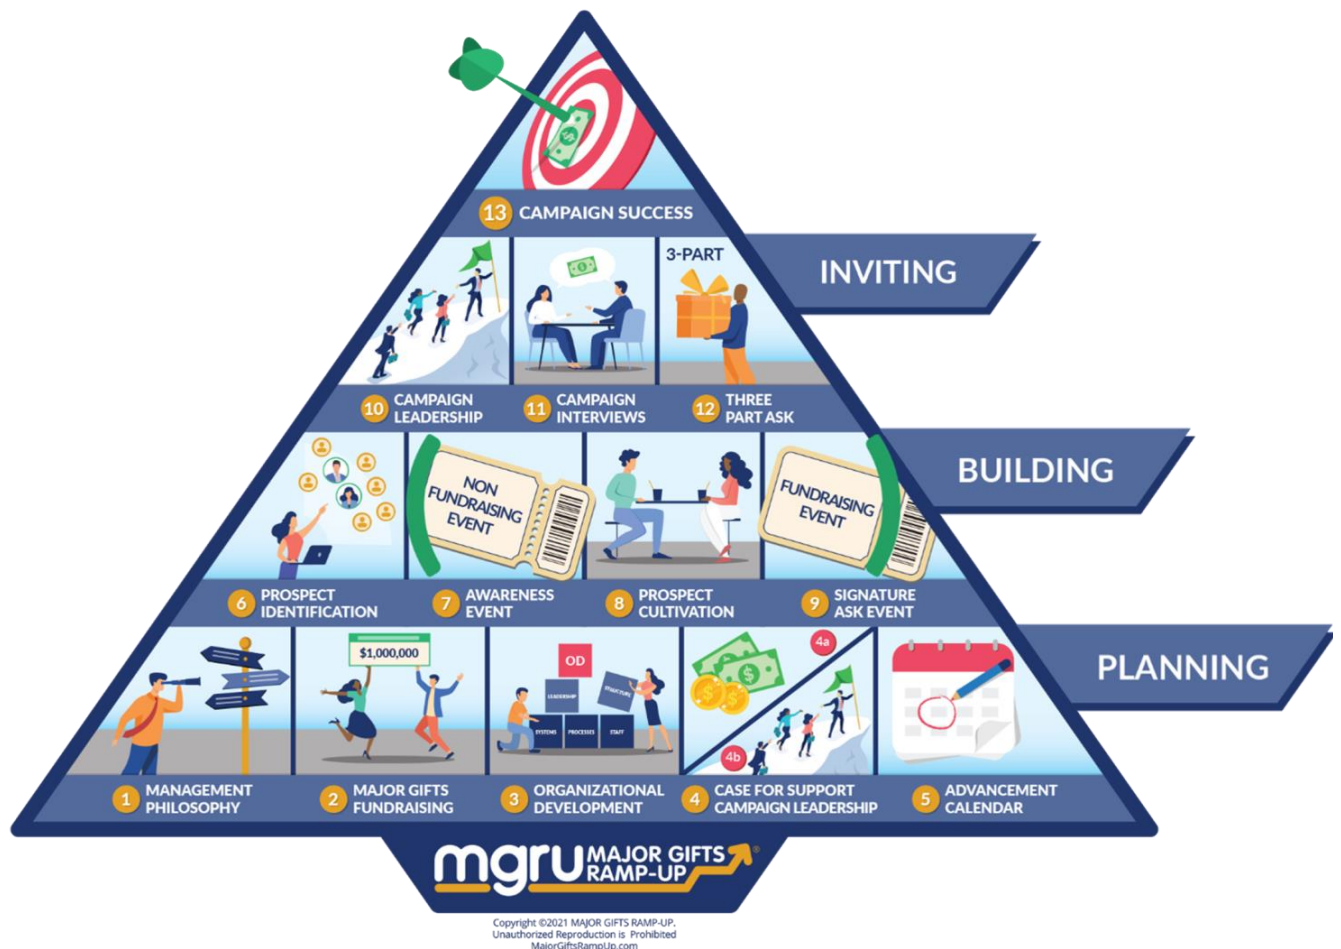 13 CAMPAIGN SUCCESS
3-PART
INVITING
10 CAMPAIGN
LEADERSHIP
11 CAMPAIGN
INTERVIEWS
12 THREE
PART ASK
NON
FUNDRAISING
EVENT
FUNDRAISING
EVENT
BUILDING
6 PROSPECT
IDENTIFICATION
7 AWARENESS
EVENT
8 PROSPECT
CULTIVATION
9 SIGNATURE
ASK EVENT
$1,000,000
OD
LEADERSHIP
STRUCTURE
SYSTEMS
PROCESSES
STAFF
4a
4b
PLANNING
1 MANAGEMENT
PHILOSOPHY
2 MAJOR GIFTS
FUNDRAISING
3 ORGANIZATIONAL
DEVELOPMENT
4 CASE FOR SUPPORT
CAMPAIGN LEADERSHIP
5 ADVANCEMENT
CALENDAR
mgru MAJOR GIFTS
RAMP-UP ®
Copyright ©2021 MAJOR GIFTS RAMP-UP.
Unauthorized Reproduction is Prohibited
MajorGiftsRampUp.com